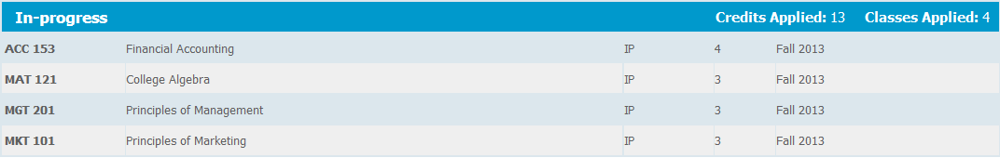 In-progress Credits Applied: 13 Classes Applied: 4
ACC 153 Financial Accounting IP 4 Fall 2013
MAT 121 College Algebra IP 3 Fall 2013
MGT 201 Principles of Management IP 3 Fall 2013
MKT 101 Principles of Marketing IP 3 Fall 2013